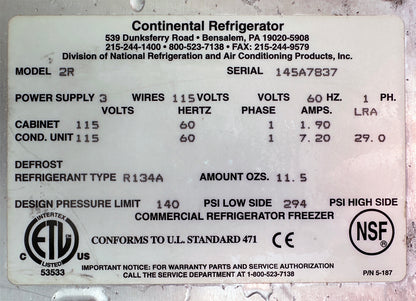 Continental Refrigerator
539 Dunksferry Road • Bensalem, PA 19020-5908
215-244-1400 • 800-523-7138 • FAX: 215-244-9579
Division of National Refrigeration and Air Conditioning Products, Inc.
MODEL 2R SERIAL 145A7837
POWER SUPPLY 3 WIRES 115 VOLTS 60 HZ. 1 PH.
VOLTS HERTZ PHASE AMPS. LRA
CABINET 115 60 1 1.90
COND. UNIT 115 60 1 7.20 29.0
DEFROST
REFRIGERANT TYPE R134A AMOUNT OZS. 11.5
DESIGN PRESSURE LIMIT 140 PSI LOW SIDE 294 PSI HIGH SIDE
COMMERCIAL REFRIGERATOR FREEZER
INTERTEK
ETL
LISTED
C US
53533
CONFORMS TO U.L. STANDARD 471 CE
NSF
IMPORTANT NOTICE: FOR WARRANTY PARTS AND SERVICE AUTHORIZATION
CALL THE SERVICE DEPARTMENT AT 1-800-523-7138
P/N 5-187